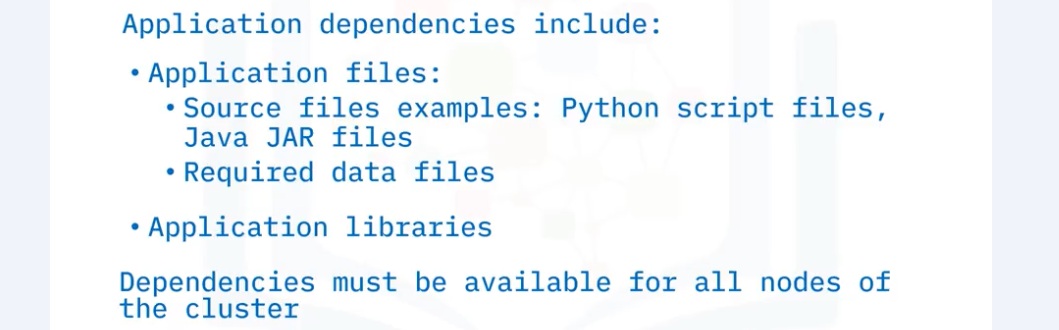 Application dependencies include:
• Application files:
• Source files examples: Python script files,
Java JAR files
• Required data files
• Application libraries
Dependencies must be available for all nodes of
the cluster